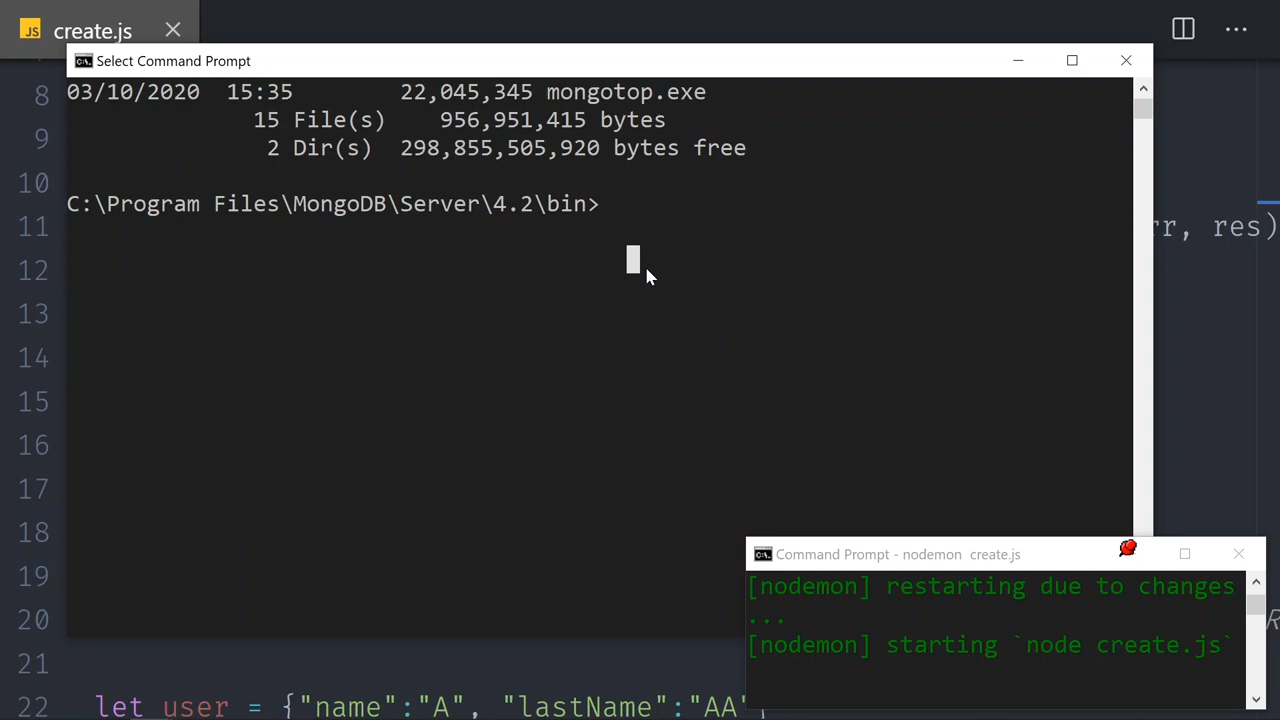 JS create.js
Select Command Prompt
03/10/2020 15:35 22,045,345 mongotop.exe
15 File(s) 956,951,415 bytes
2 Dir(s) 298,855,505,920 bytes free
C:\Program Files\MongoDB\Server\4.2\bin>
8
9
10
11
rr, res)
12
13
14
15
16
17
18
19
20
21
22 let user = {"name":"A", "lastName":"AA"
Command Prompt - nodemon create.js
[nodemon] restarting due to changes
...
[nodemon] starting `node create.js`